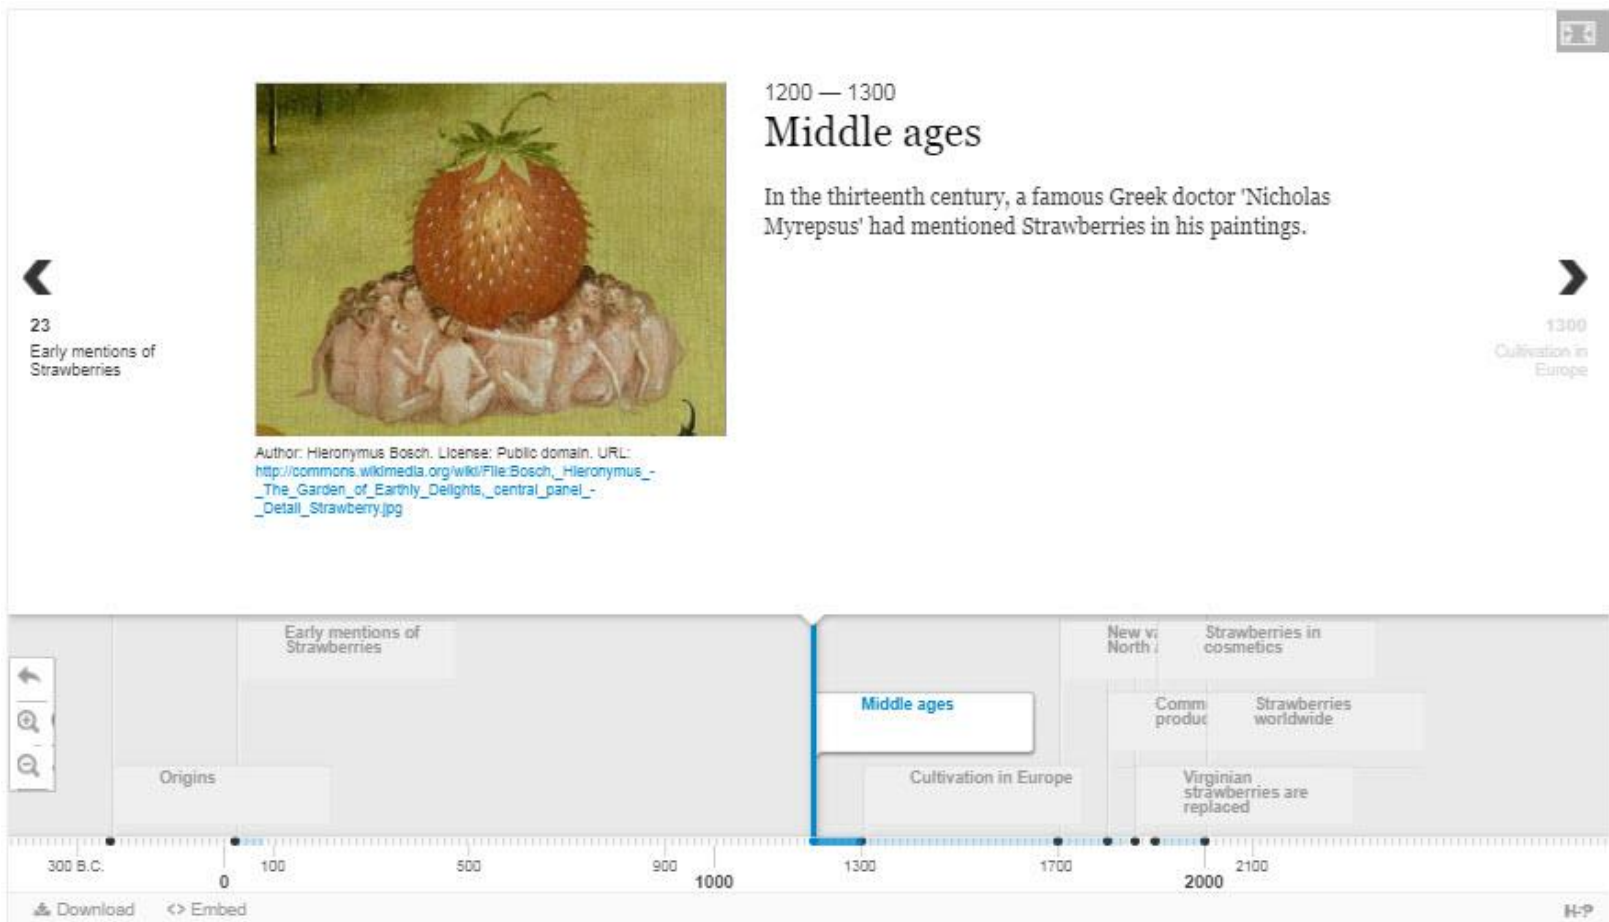 1200 — 1300
Middle ages
In the thirteenth century, a famous Greek doctor 'Nicholas
Myrepsus' had mentioned Strawberries in his paintings.
23
Early mentions of
Strawberries
1300
Cultivation in
Europe
Author: Hieronymus Bosch. License: Public domain. URL:
http://commons.wikimedia.org/wiki/File:Bosch,_Hieronymus_-
_The_Garden_of_Earthly_Delights,_central_panel_-
_Detail_Strawberry.jpg
Early mentions of
Strawberries
New
North
Strawberries in
cosmetics
Middle ages
Strawberries
worldwide
Origins
Cultivation in Europe
Virginian
strawberries are
replaced
300 B.C. 100 500 900 1300 1700 2100
0 1000 2000
Download <> Embed H-P